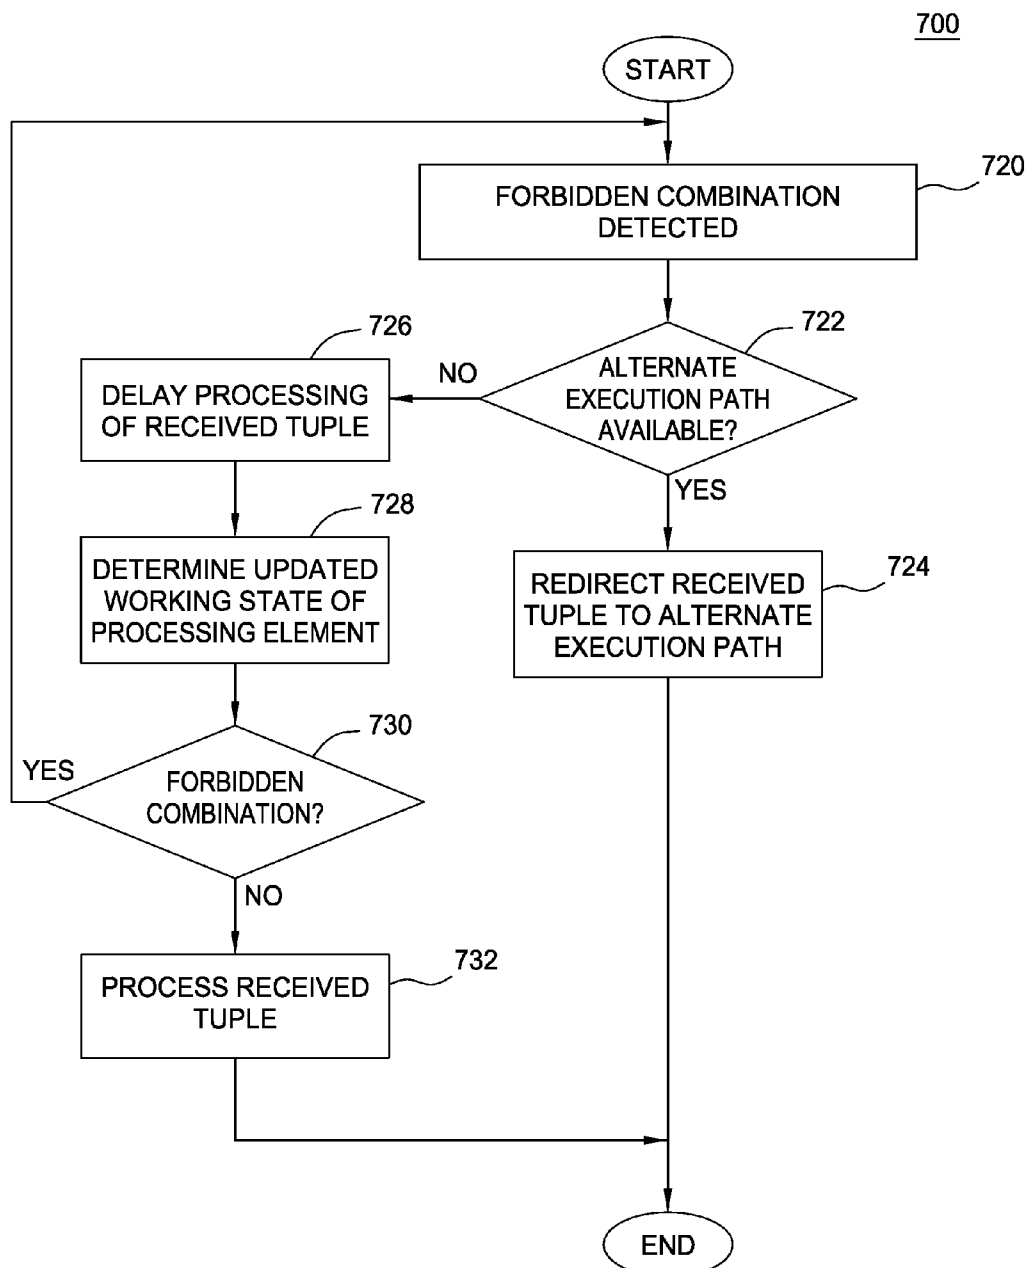 700
START
FORBIDDEN COMBINATION
DETECTED
720
ALTERNATE
EXECUTION PATH
AVAILABLE?
722
NO
YES
DELAY PROCESSING
OF RECEIVED TUPLE
726
DETERMINE UPDATED
WORKING STATE OF
PROCESSING ELEMENT
728
REDIRECT RECEIVED
TUPLE TO ALTERNATE
EXECUTION PATH
724
FORBIDDEN
COMBINATION?
730
YES
NO
PROCESS RECEIVED
TUPLE
732
END